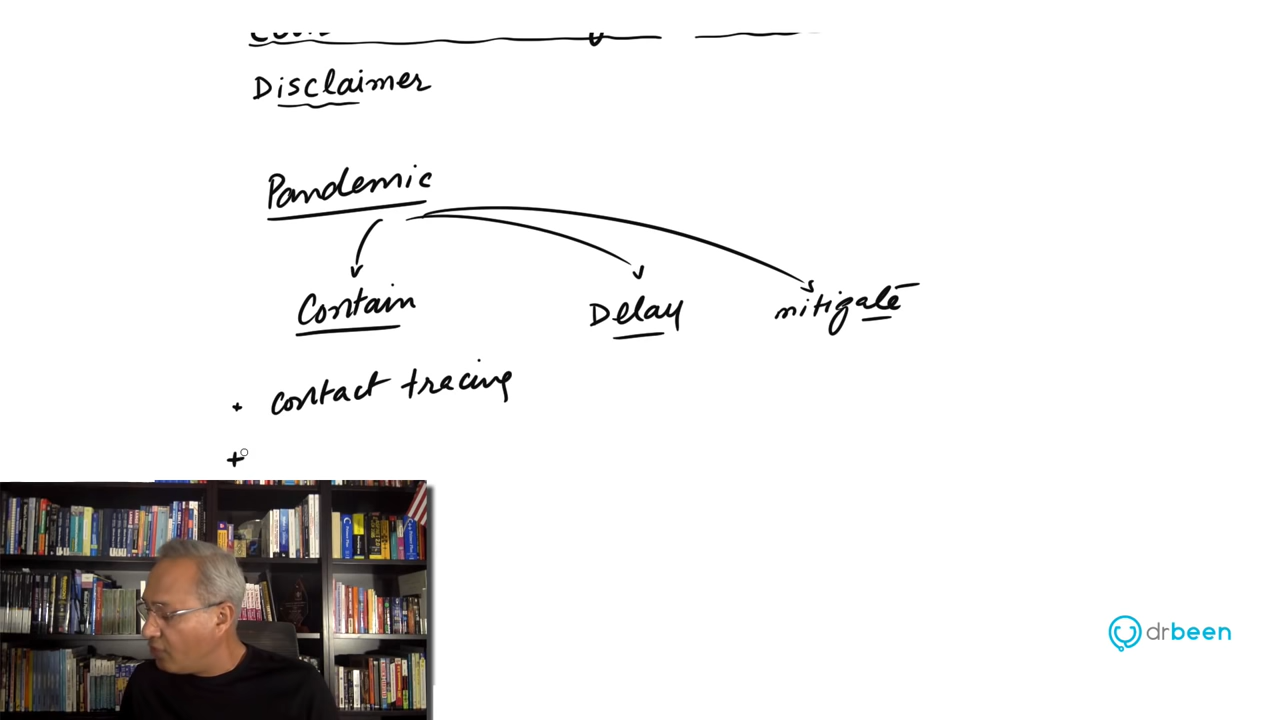 Disclaimer
Pandemic
Contain Delay mitigate
+ contact tracing
+
drbeen